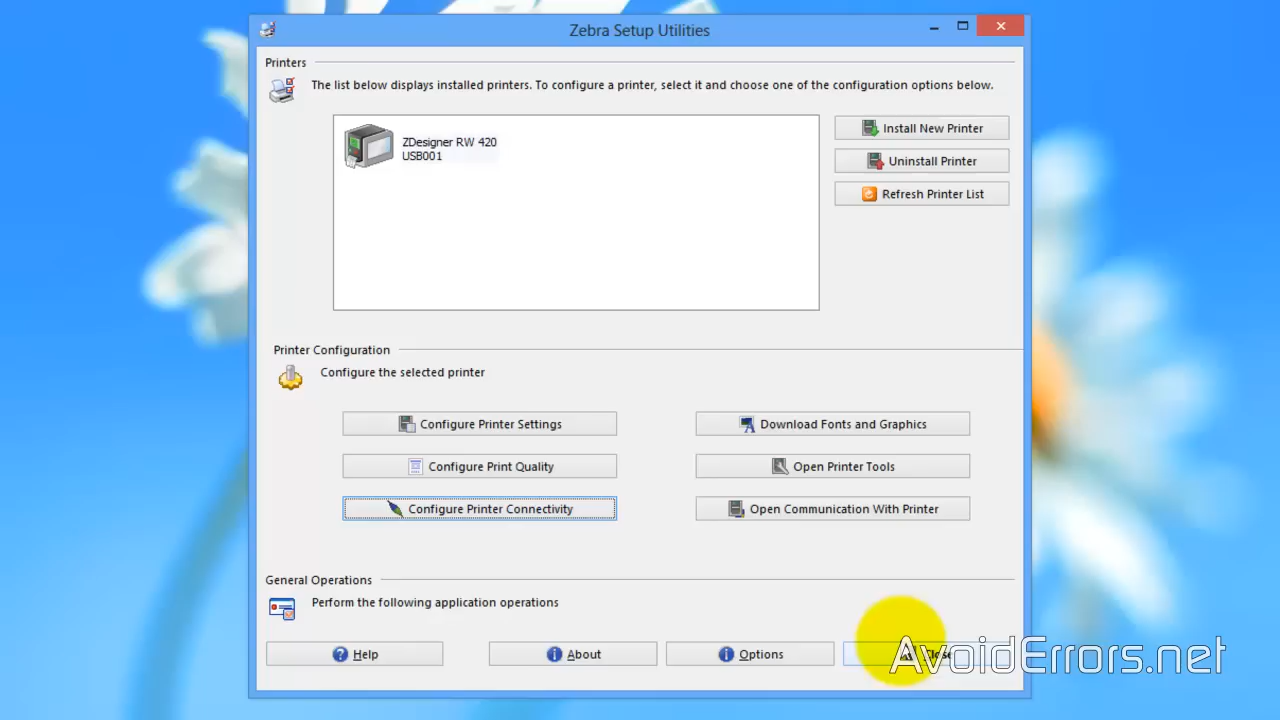 Zebra Setup Utilities
Printers
The list below displays installed printers. To configure a printer, select it and choose one of the configuration options below.
ZDesigner RW 420
USB001
Install New Printer
Uninstall Printer
Refresh Printer List
Printer Configuration
Configure the selected printer
Configure Printer Settings
Download Fonts and Graphics
Configure Print Quality
Open Printer Tools
Configure Printer Connectivity
Open Communication With Printer
General Operations
Perform the following application operations
Help
About
Options
Close
AvoidErrors.net